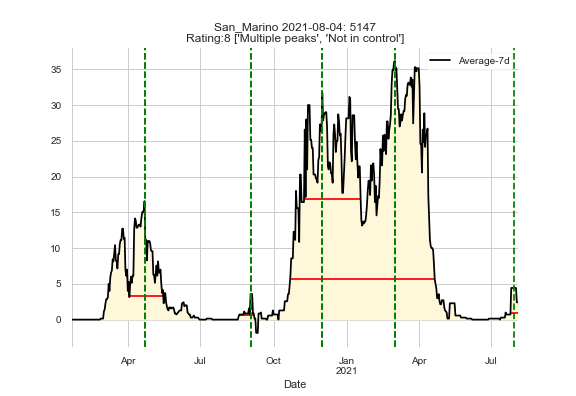 San_Marino 2021-08-04: 5147
Rating:8 ['Multiple peaks', 'Not in control']
Average-7d
35
30
25
20
15
10
5
0
Apr Jul Oct Jan Apr Jul
2021
Date